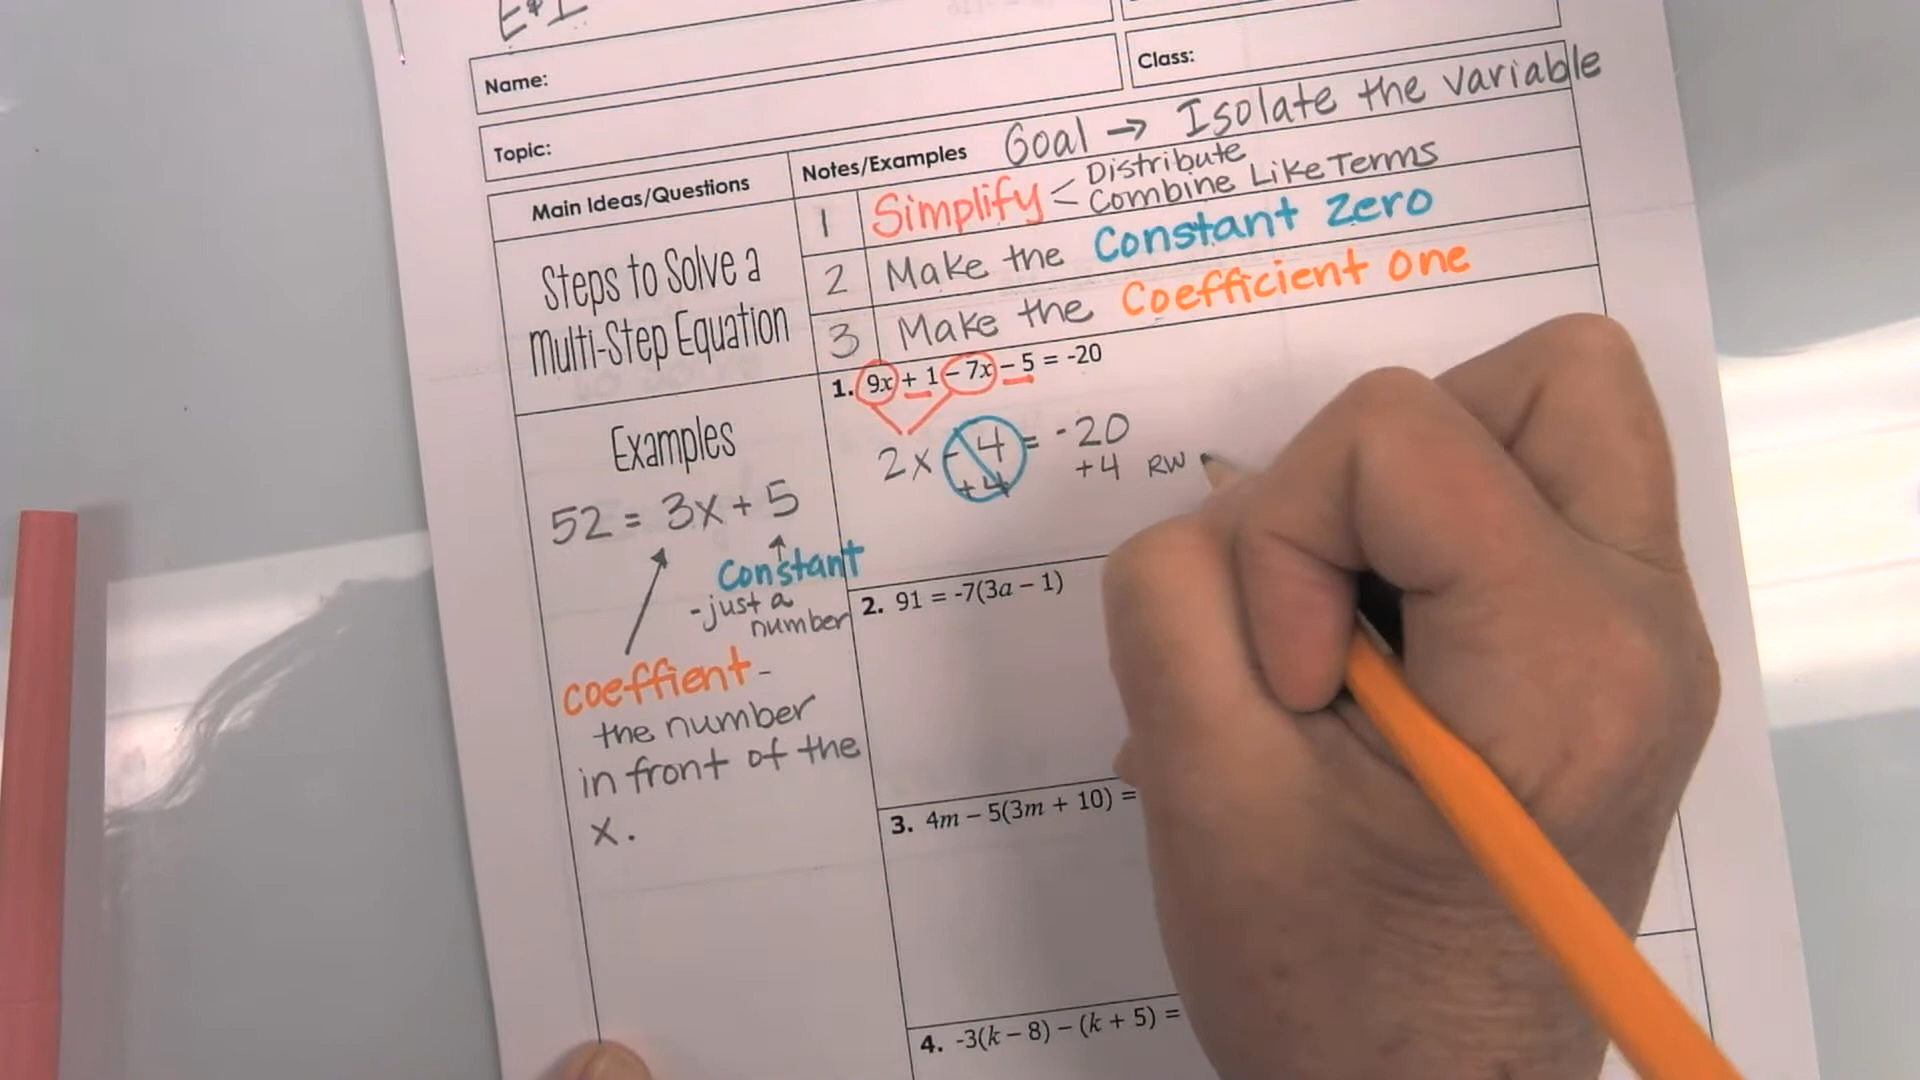 E & I
Name:
Class:
Topic:
Main Ideas/Questions
Notes/Examples
Goal → Isolate the variable
1 Simplify < Distribute
Combine Like Terms
2 Make the Constant zero
3 Make the Coefficient one
Steps to Solve a
Multi-Step Equation
Examples
52 = 3x + 5
Constant
- just a
number
coeffient -
the number
in front of the
x.
1. 9x + 1 - 7x - 5 = -20
2x - 4 = -20
+4 +4 RW
2. 91 = -7(3a - 1)
3. 4m - 5(3m + 10) =
4. -3(k - 8) - (k + 5) =